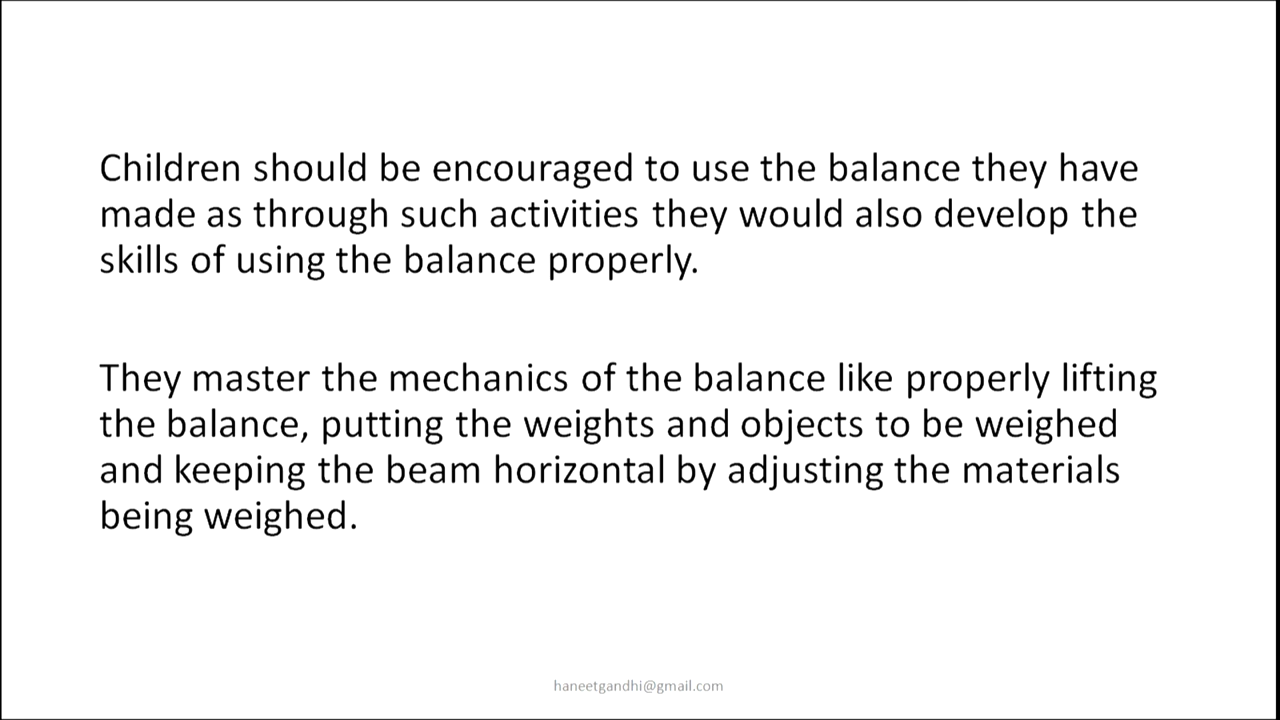 Children should be encouraged to use the balance they have
made as through such activities they would also develop the
skills of using the balance properly.
They master the mechanics of the balance like properly lifting
the balance, putting the weights and objects to be weighed
and keeping the beam horizontal by adjusting the materials
being weighed.
haneetgandhi@gmail.com